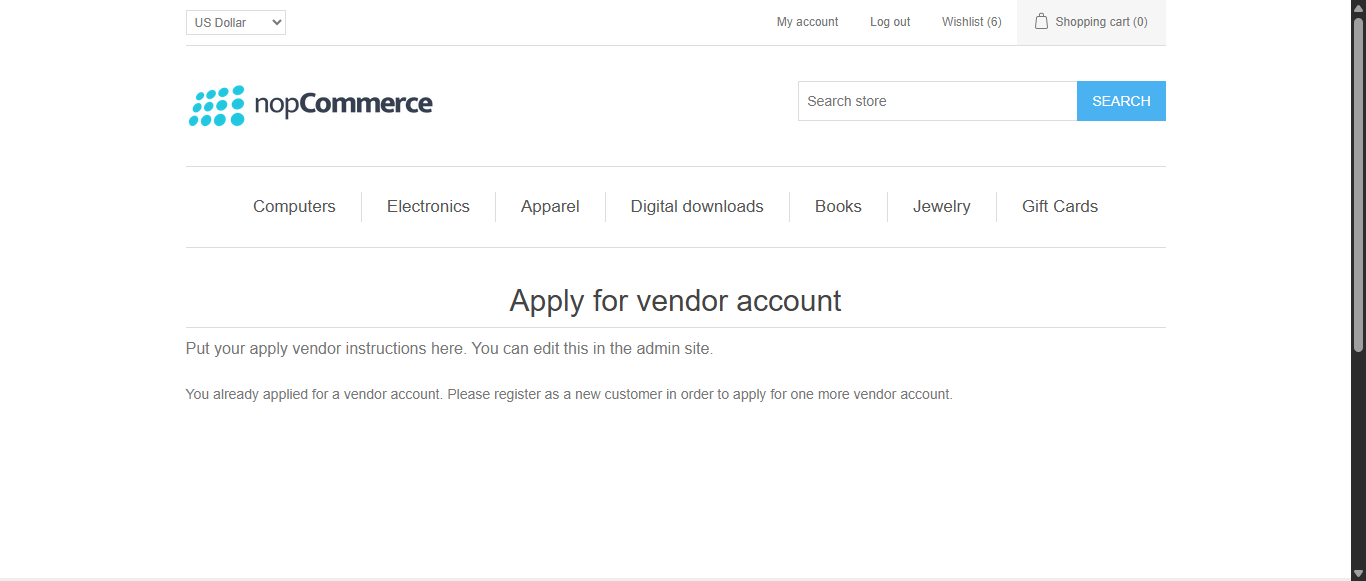 US Dollar
My account
Log out
Wishlist (6)
Shopping cart (0)
nopCommerce
Search store
SEARCH
Computers
Electronics
Apparel
Digital downloads
Books
Jewelry
Gift Cards
Apply for vendor account
Put your apply vendor instructions here. You can edit this in the admin site.
You already applied for a vendor account. Please register as a new customer in order to apply for one more vendor account.